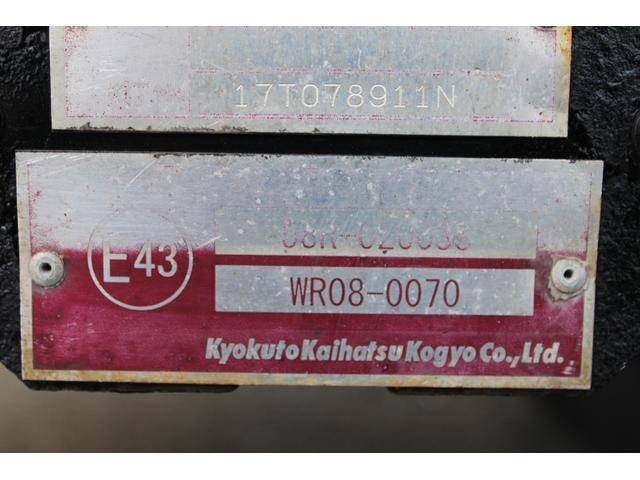 17T078911N
E43
WR08-0070
Kyokuto Kaihatsu Kogyo Co., Ltd.